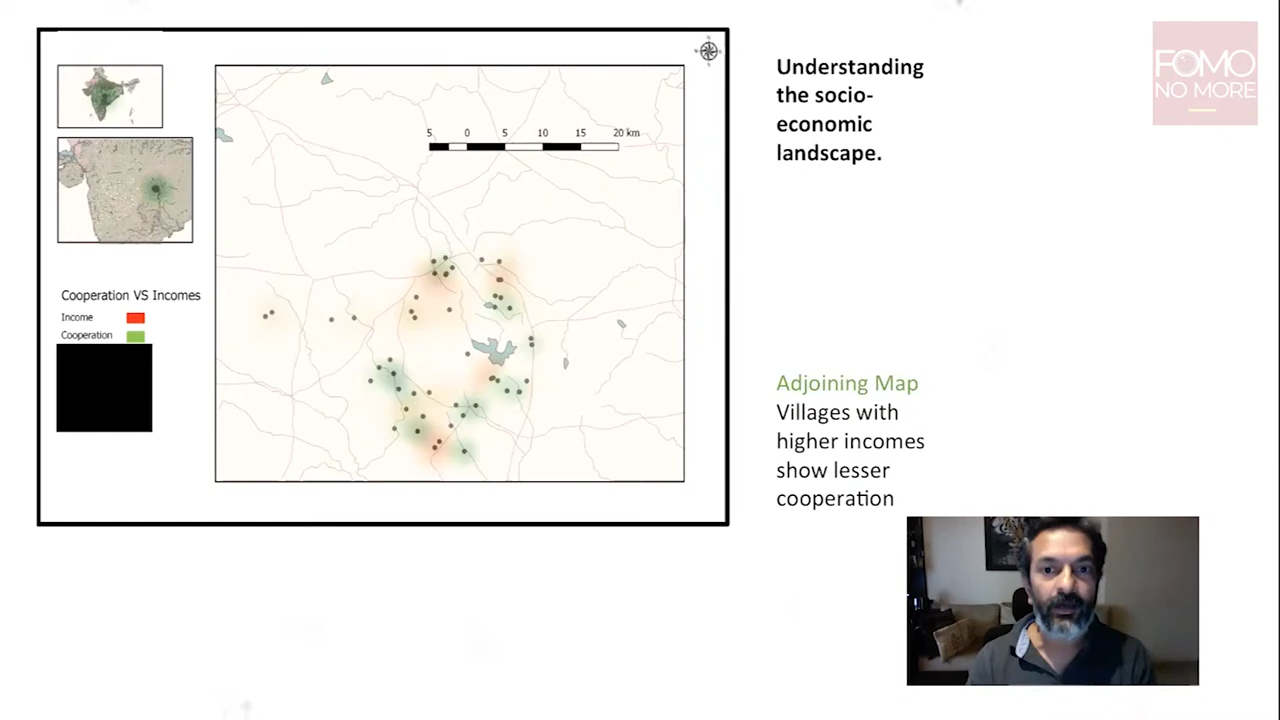 Understanding
the socio-
economic
landscape.
FOMO
NO MORE
5 0 5 10 15 20 km
Cooperation VS Incomes
Income
Cooperation
Adjoining Map
Villages with
higher incomes
show lesser
cooperation